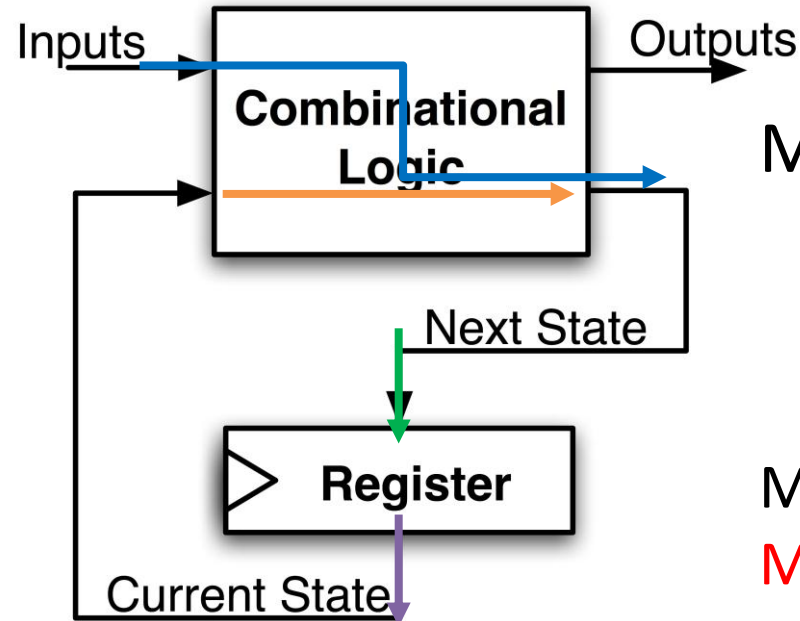 Inputs
Outputs
Combinational
Logic
M
Next State
Register
M
Current State
M